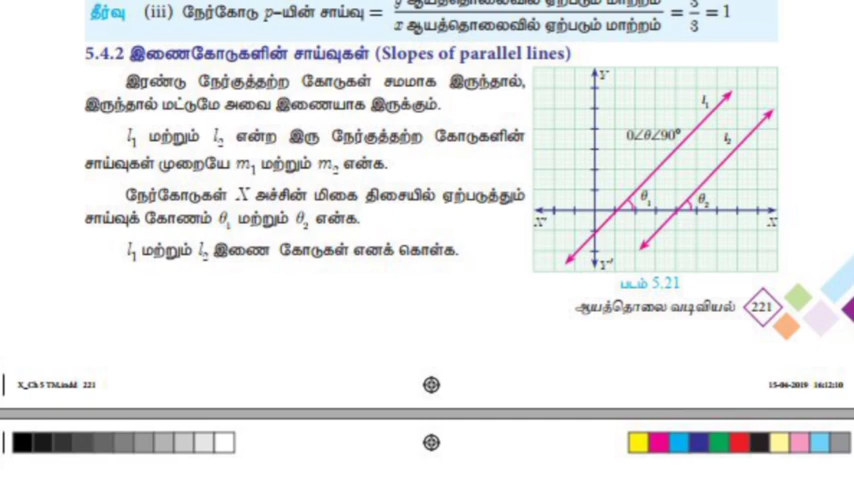 தீர்வு (iii) நேர்கோடு p–யின் சாய்வு = y ஆயத்தொலைவில் ஏற்படும் மாற்றம் / x ஆயத்தொலைவில் ஏற்படும் மாற்றம் = 3/3 = 1
5.4.2 இணைகோடுகளின் சாய்வுகள் (Slopes of parallel lines)
இரண்டு நேர்குத்தற்ற கோடுகள் சமமாக இருந்தால்,
இருந்தால் மட்டுமே அவை இணையாக இருக்கும்.
l₁ மற்றும் l₂ என்ற இரு நேர்குத்தற்ற கோடுகளின்
சாய்வுகள் முறையே m₁ மற்றும் m₂ என்க.
நேர்கோடுகள் X அச்சின் மிகை திசையில் ஏற்படுத்தும்
சாய்வுக் கோணம் θ₁ மற்றும் θ₂ என்க.
l₁ மற்றும் l₂ இணை கோடுகள் எனக் கொள்க.
Y
l₁
0∠θ∠90°
l₂
θ₁
θ₂
X'
X
Y'
படம் 5.21
ஆயத்தொலை வடிவியல் 221
X_Ch 5 TM.indd 221
15-06-2019 16:12:10